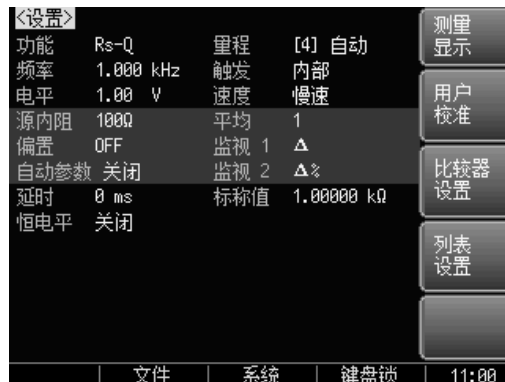 <设置>
功能 Rs-Q 量程 [4] 自动
频率 1.000 kHz 触发 内部
电平 1.00 V 速度 慢速
源内阻 100Ω 平均 1
偏置 OFF 监视 1 Δ
自动参数 关闭 监视 2 Δ%
延时 0 ms 标称值 1.00000 kΩ
恒电平 关闭
测量
显示
用户
校准
比较器
设置
列表
设置
文件 系统 键盘锁 11:00